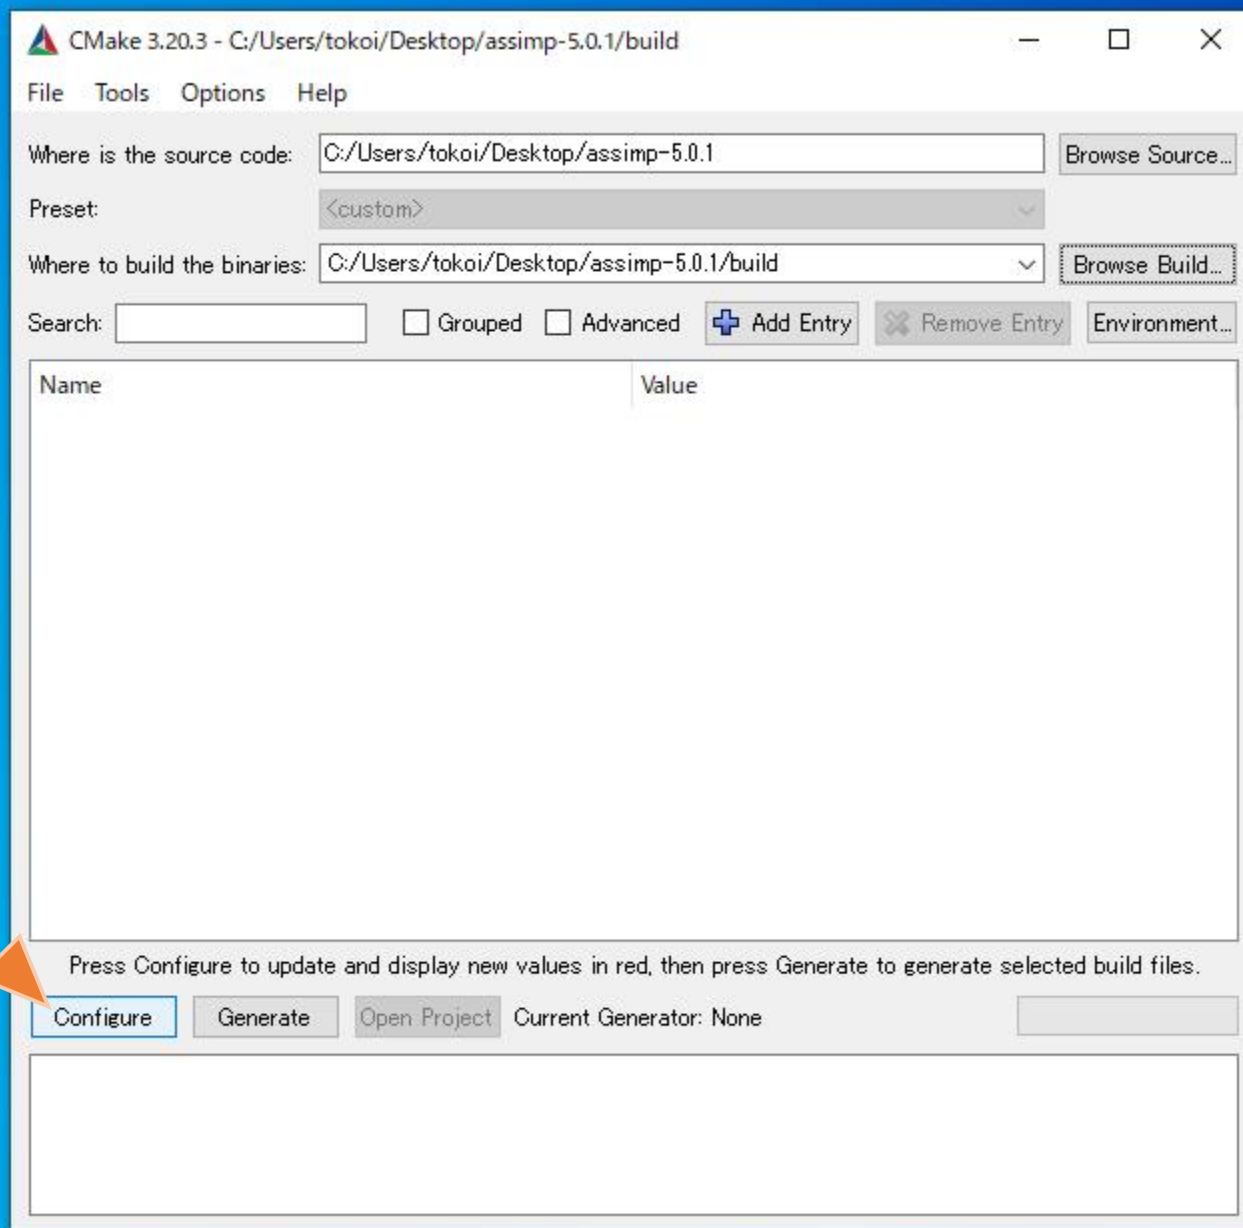 CMake 3.20.3 - C:/Users/tokoi/Desktop/assimp-5.0.1/build
File Tools Options Help
Where is the source code: C:/Users/tokoi/Desktop/assimp-5.0.1 Browse Source...
Preset: <custom>
Where to build the binaries: C:/Users/tokoi/Desktop/assimp-5.0.1/build Browse Build...
Search: Grouped Advanced Add Entry Remove Entry Environment...
Name Value
Press Configure to update and display new values in red, then press Generate to generate selected build files.
Configure Generate Open Project Current Generator: None